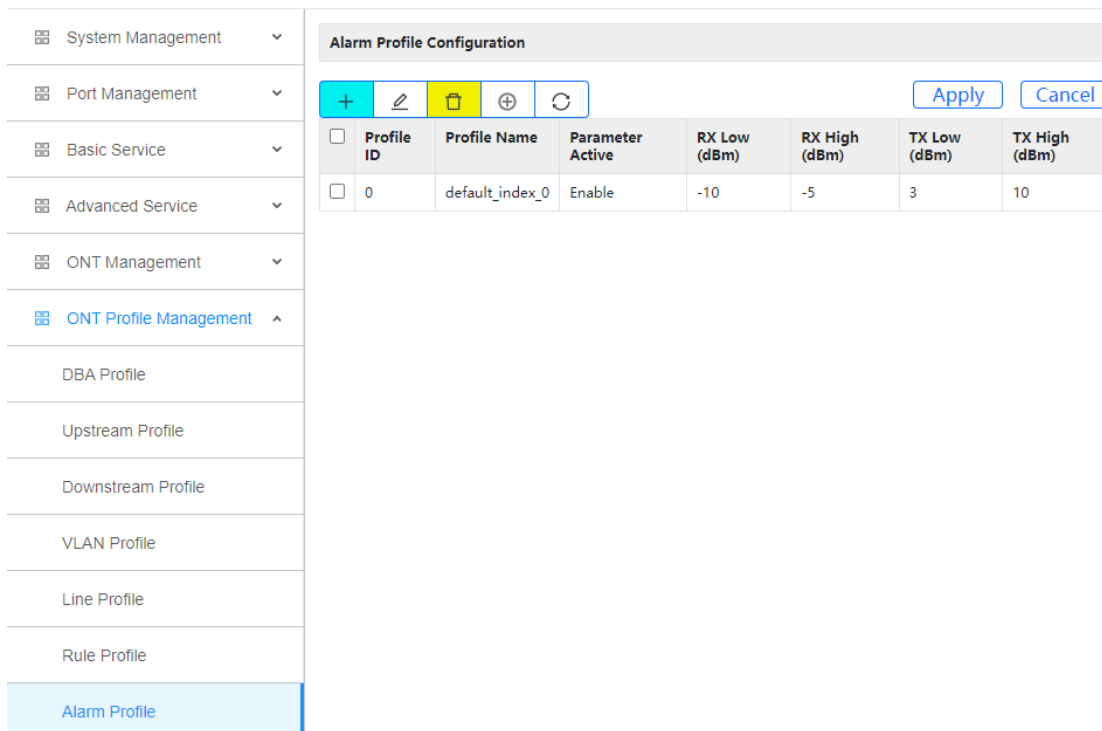 System Management
Port Management
Basic Service
Advanced Service
ONT Management
ONT Profile Management
DBA Profile
Upstream Profile
Downstream Profile
VLAN Profile
Line Profile
Rule Profile
Alarm Profile
Alarm Profile Configuration
Apply Cancel
Profile ID Profile Name Parameter Active RX Low (dBm) RX High (dBm) TX Low (dBm) TX High (dBm)
0 default_index_0 Enable -10 -5 3 10